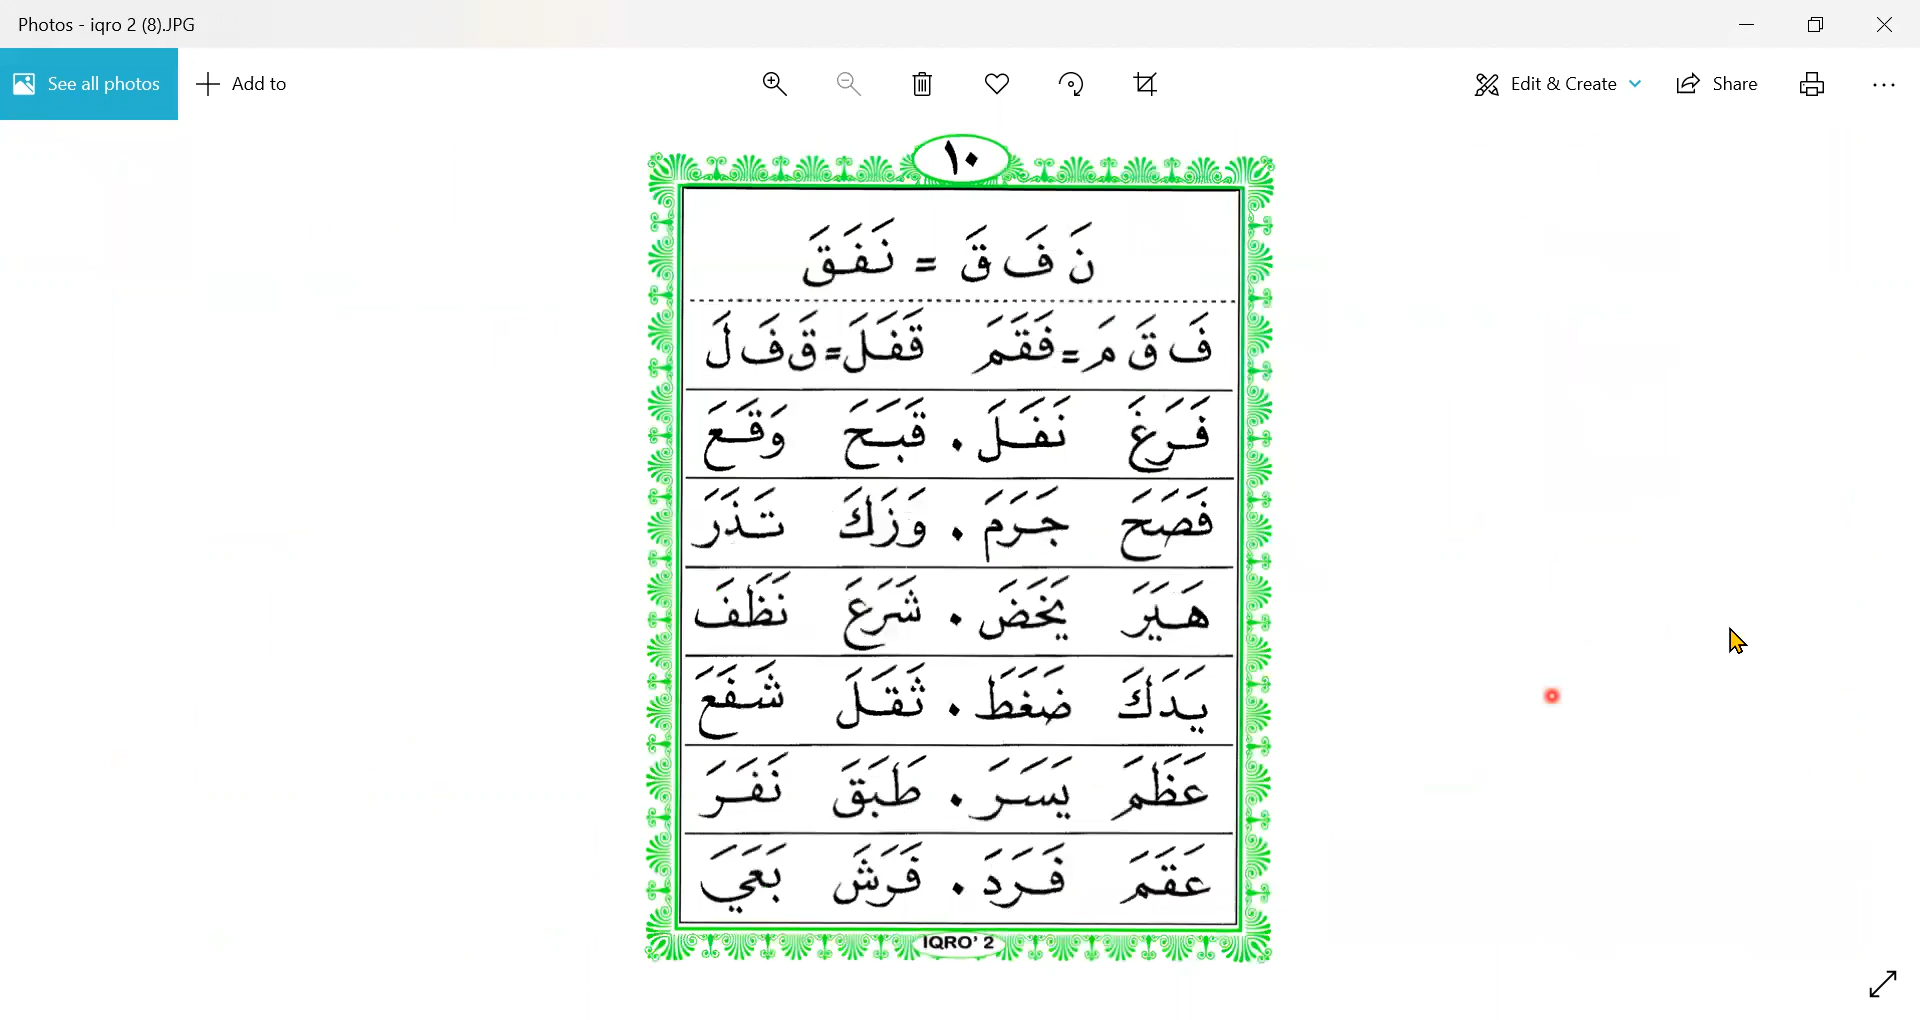 Photos - iqro 2 (8).JPG
See all photos
Add to
Edit & Create
Share
١٠
نَ فَ قَ = نَفَقَ
فَ قَ مَ = فَقَمَ قَفَلَ = قَ فَ لَ
فَرَغَ نَفَلَ . قَبَحَ وَقَعَ
فَصَحَ جَرَمَ . وَزَكَ تَذَرَ
هَيَرَ يَخَضَ . شَرَعَ نَظَفَ
يَدَكَ ضَغَطَ . ثَقَلَ شَفَعَ
عَظَمَ يَسَرَ . طَبَقَ نَفَرَ
عَقَمَ فَرَدَ . فَرَشَ بَعَيَ
IQRO' 2